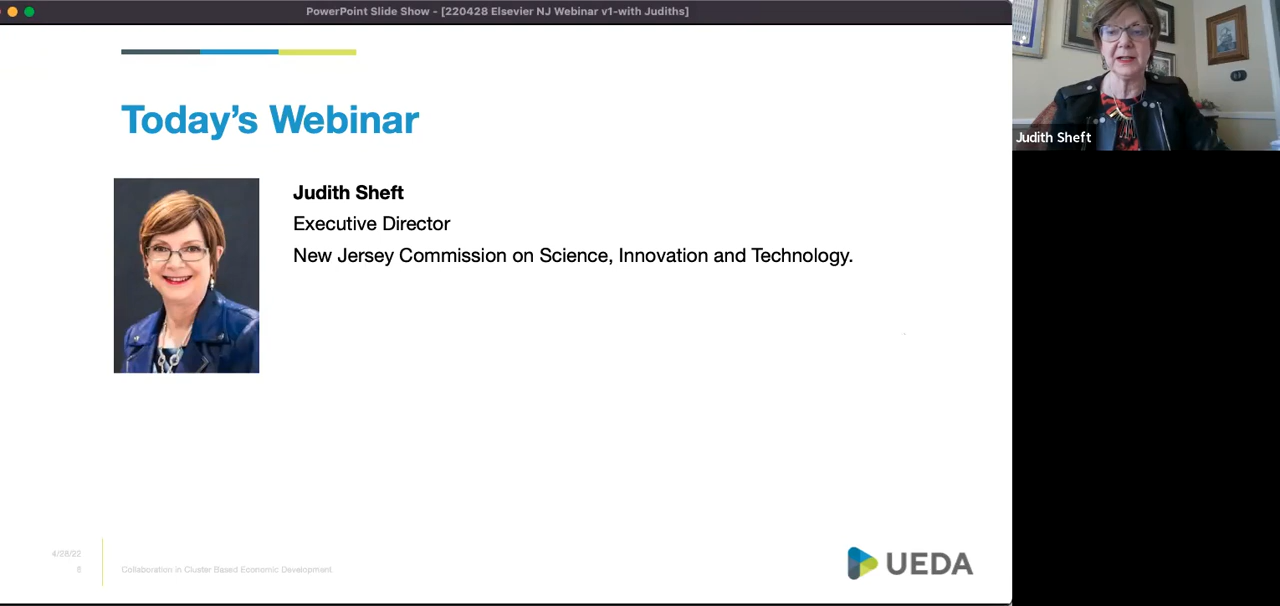 PowerPoint Slide Show - [220428 Elsevier NJ Webinar v1-with Judiths]
Today's Webinar
Judith Sheft
Executive Director
New Jersey Commission on Science, Innovation and Technology.
4/28/22
Collaboration in Cluster Based Economic Development
UEDA
Judith Sheft